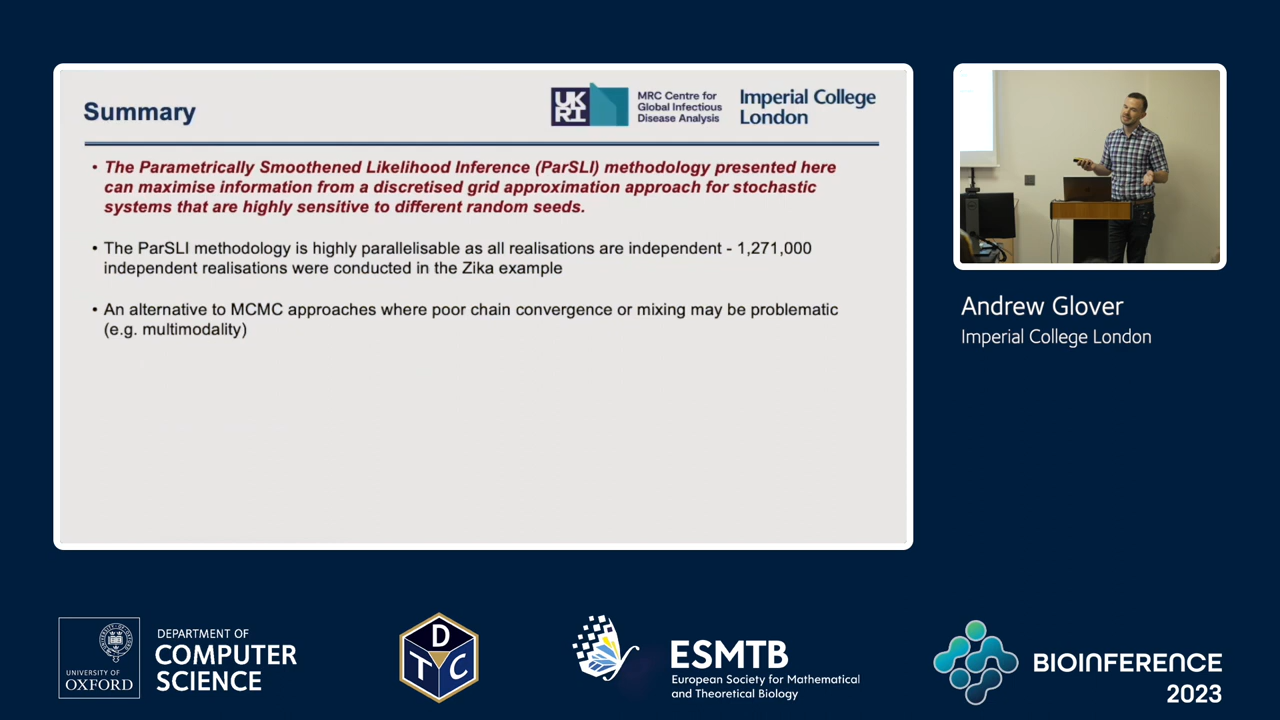 Summary
UK
RI
MRC Centre for
Global Infectious
Disease Analysis
Imperial College
London
• The Parametrically Smoothened Likelihood Inference (ParSLI) methodology presented here
can maximise information from a discretised grid approximation approach for stochastic
systems that are highly sensitive to different random seeds.
• The ParSLI methodology is highly parallelisable as all realisations are independent - 1,271,000
independent realisations were conducted in the Zika example
• An alternative to MCMC approaches where poor chain convergence or mixing may be problematic
(e.g. multimodality)
Andrew Glover
Imperial College London
UNIVERSITY OF
OXFORD
DEPARTMENT OF
COMPUTER
SCIENCE
D
T C
ESMTB
European Society for Mathematical
and Theoretical Biology
BIOINFERENCE
2023